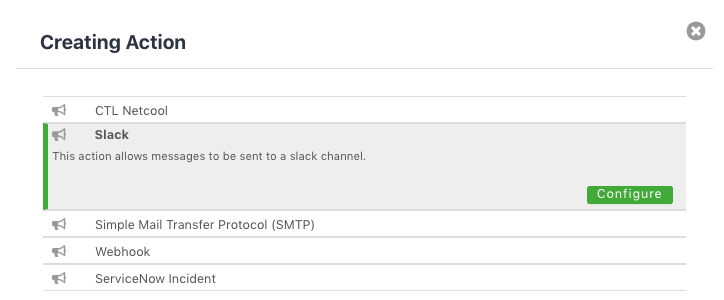 Creating Action
CTL Netcool
Slack
This action allows messages to be sent to a slack channel.
Configure
Simple Mail Transfer Protocol (SMTP)
Webhook
ServiceNow Incident